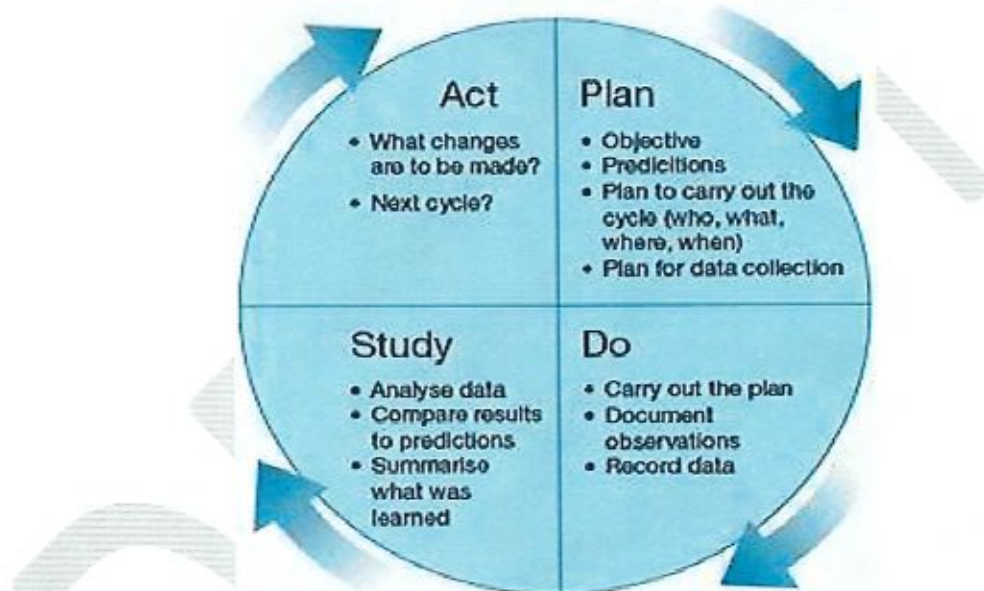 Act
• What changes
are to be made?
• Next cycle?
Plan
• Objective
• Predicitions
• Plan to carry out the
cycle (who, what,
where, when)
• Plan for data collection
Study
• Analyse data
• Compare results
to predictions
• Summarise
what was
learned
Do
• Carry out the plan
• Document
observations
• Record data